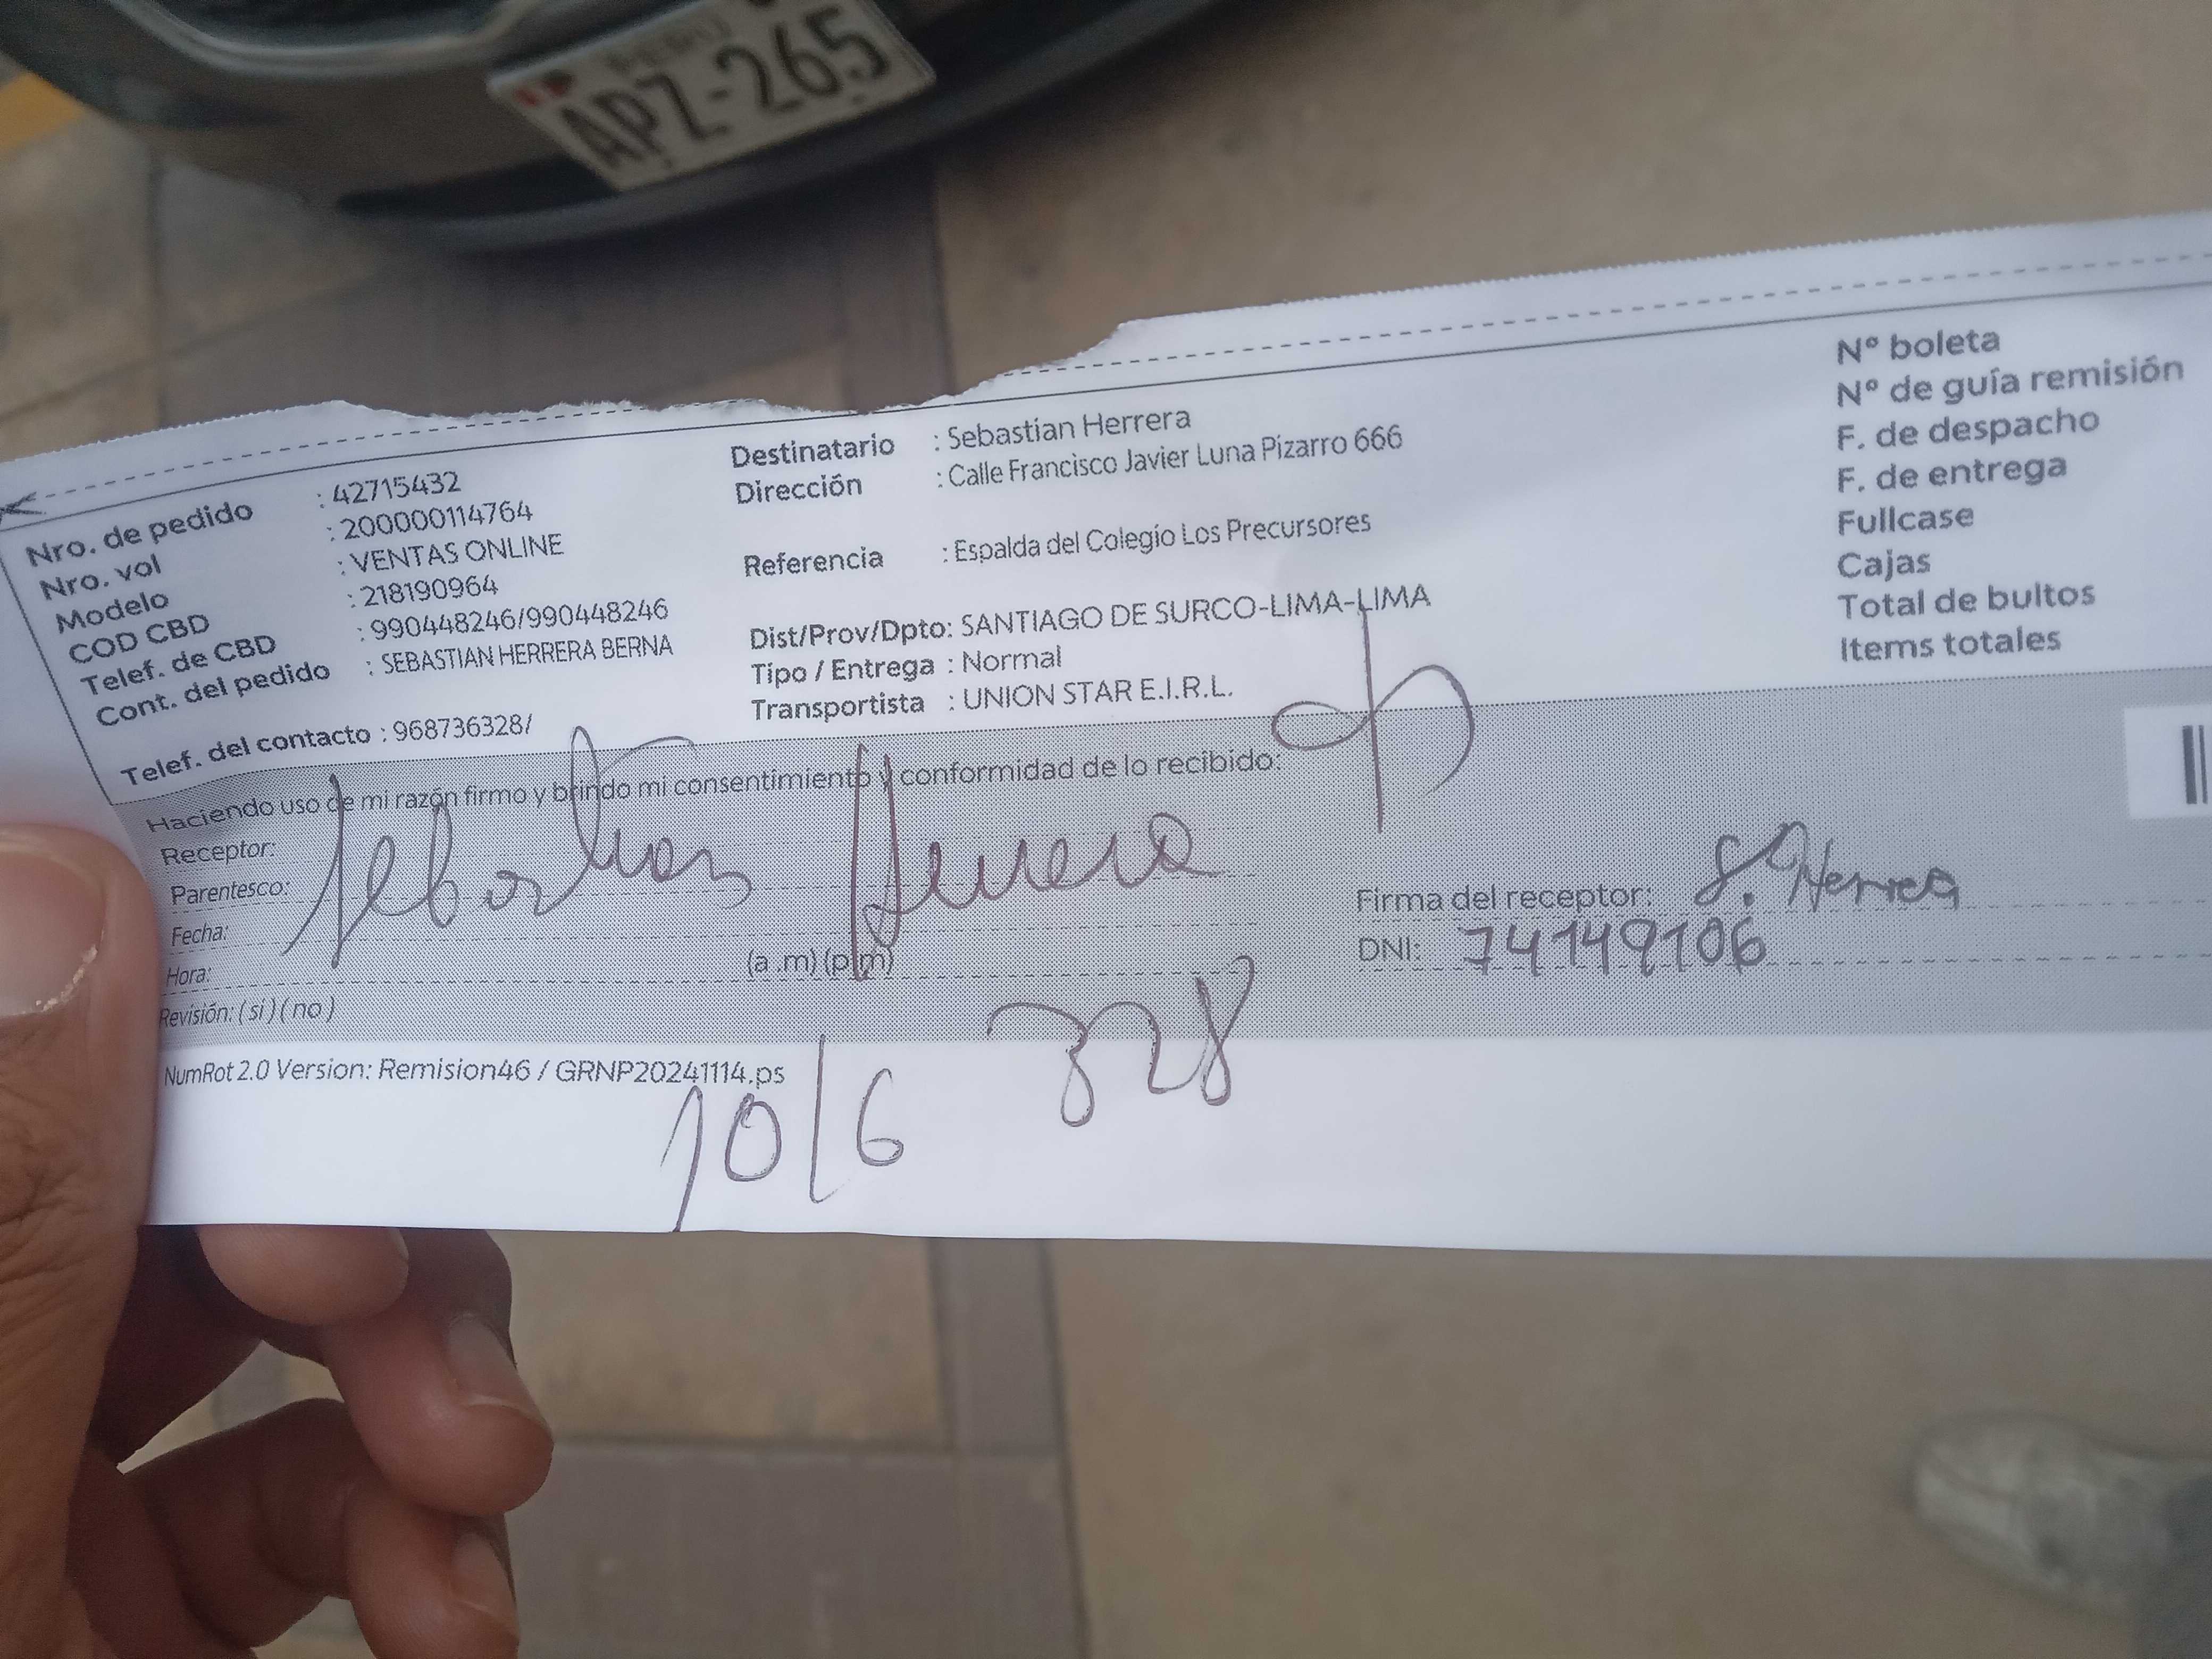 PERU
APZ-265
Nro. de pedido : 42715432
Nro. vol : 200000114764
Modelo : VENTAS ONLINE
COD CBD : 218190964
Telef. de CBD : 990448246/990448246
Cont. del pedido : SEBASTIAN HERRERA BERNA
Telef. del contacto : 968736328/
Destinatario : Sebastian Herrera
Dirección : Calle Francisco Javier Luna Pizarro 666
Referencia : Espalda del Colegio Los Precursores
Dist/Prov/Dpto: SANTIAGO DE SURCO-LIMA-LIMA
Tipo / Entrega : Normal
Transportista : UNION STAR E.I.R.L.
N° boleta
N° de guía remisión
F. de despacho
F. de entrega
Fullcase
Cajas
Total de bultos
Items totales
Haciendo uso de mi razón firmo y brindo mi consentimiento y conformidad de lo recibido:
Receptor:
Sebastian Herrera
Parentesco:
Fecha:
Hora: (a .m) (p.m)
Revisión: ( si ) ( no )
Firma del receptor: S. Herrera
DNI: 74149106
NumRot 2.0 Version: Remision46 / GRNP20241114.ps
10/6 328